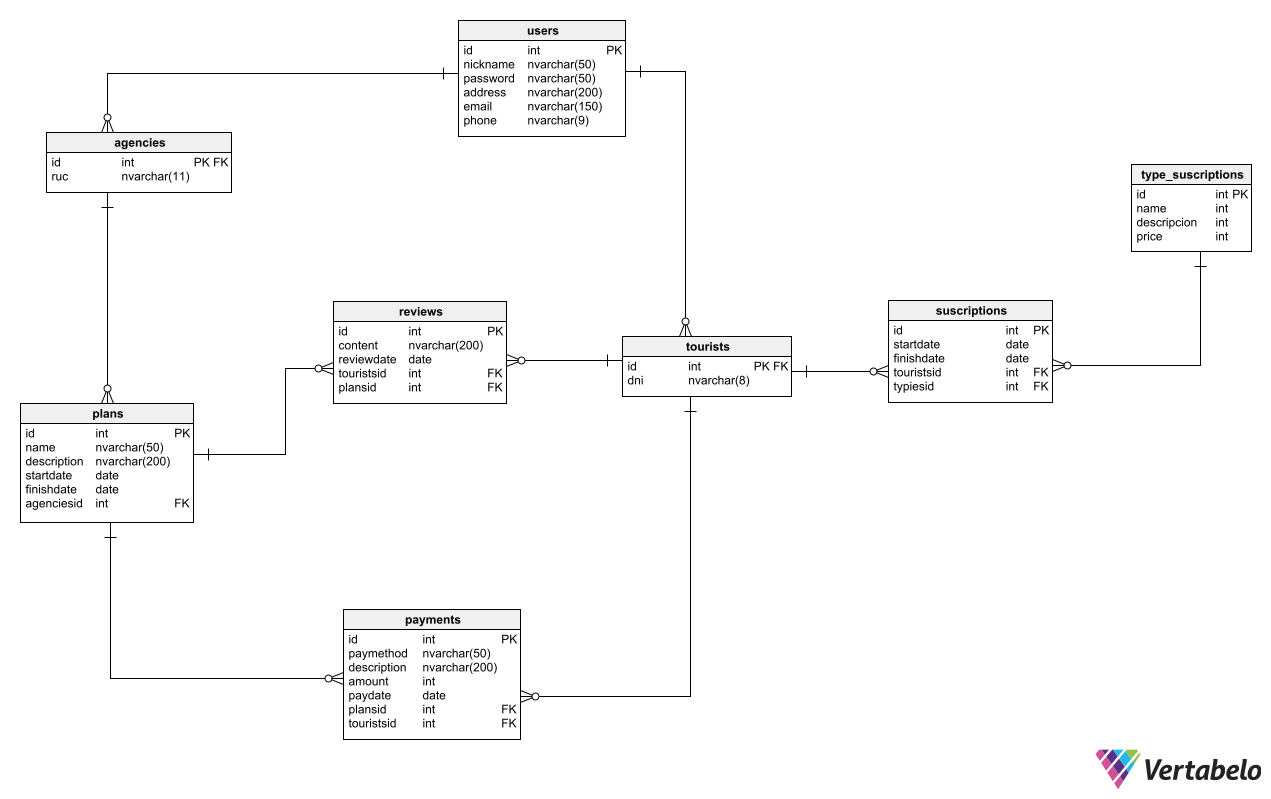 users
id int PK
nickname nvarchar(50)
password nvarchar(50)
address nvarchar(200)
email nvarchar(150)
phone nvarchar(9)
agencies
id int PK FK
ruc nvarchar(11)
type_suscriptions
id int PK
name int
descripcion int
price int
reviews
id int PK
content nvarchar(200)
reviewdate date
touristsid int FK
plansid int FK
tourists
id int PK FK
dni nvarchar(8)
suscriptions
id int PK
startdate date
finishdate date
touristsid int FK
typiesid int FK
plans
id int PK
name nvarchar(50)
description nvarchar(200)
startdate date
finishdate date
agenciesid int FK
payments
id int PK
paymethod nvarchar(50)
description nvarchar(200)
amount int
paydate date
plansid int FK
touristsid int FK
Vertabelo